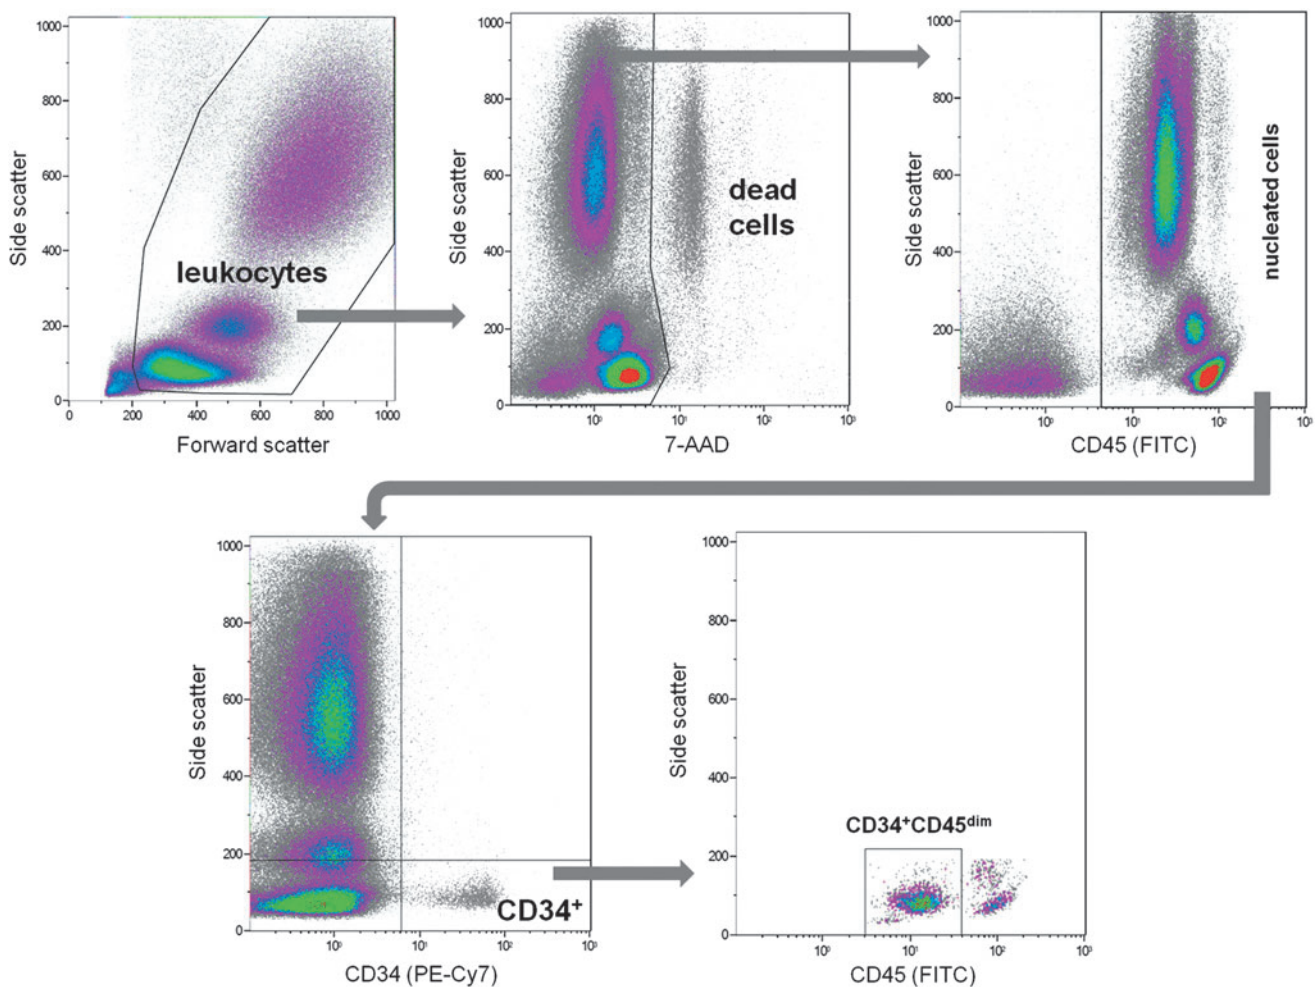 Side scatter
1000
800
600
400
200
0
leukocytes
0 200 400 600 800 1000
Forward scatter
Side scatter
1000
800
600
400
200
0
dead
cells
10⁰ 10¹ 10² 10³
7-AAD
Side scatter
1000
800
600
400
200
0
nucleated cells
10⁰ 10¹ 10² 10³
CD45 (FITC)
Side scatter
1000
800
600
400
200
0
CD34⁺
10⁰ 10¹ 10² 10³
CD34 (PE-Cy7)
Side scatter
1000
800
600
400
200
0
CD34⁺CD45ᵈⁱᵐ
10⁰ 10¹ 10² 10³
CD45 (FITC)